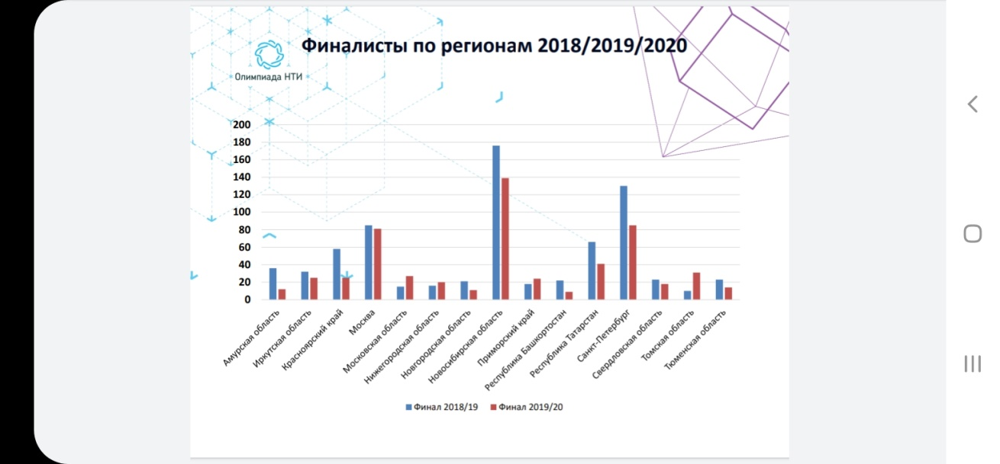 Финалисты по регионам 2018/2019/2020
Олимпиада НТИ
200
180
160
140
120
100
80
60
40
20
0
Амурская область
Иркутская область
Красноярский край
Москва
Московская область
Нижегородская область
Новгородская область
Новосибирская область
Приморский край
Республика Башкортостан
Республика Татарстан
Санкт-Петербург
Свердловская область
Томская область
Тюменская область
Финал 2018/19 Финал 2019/20